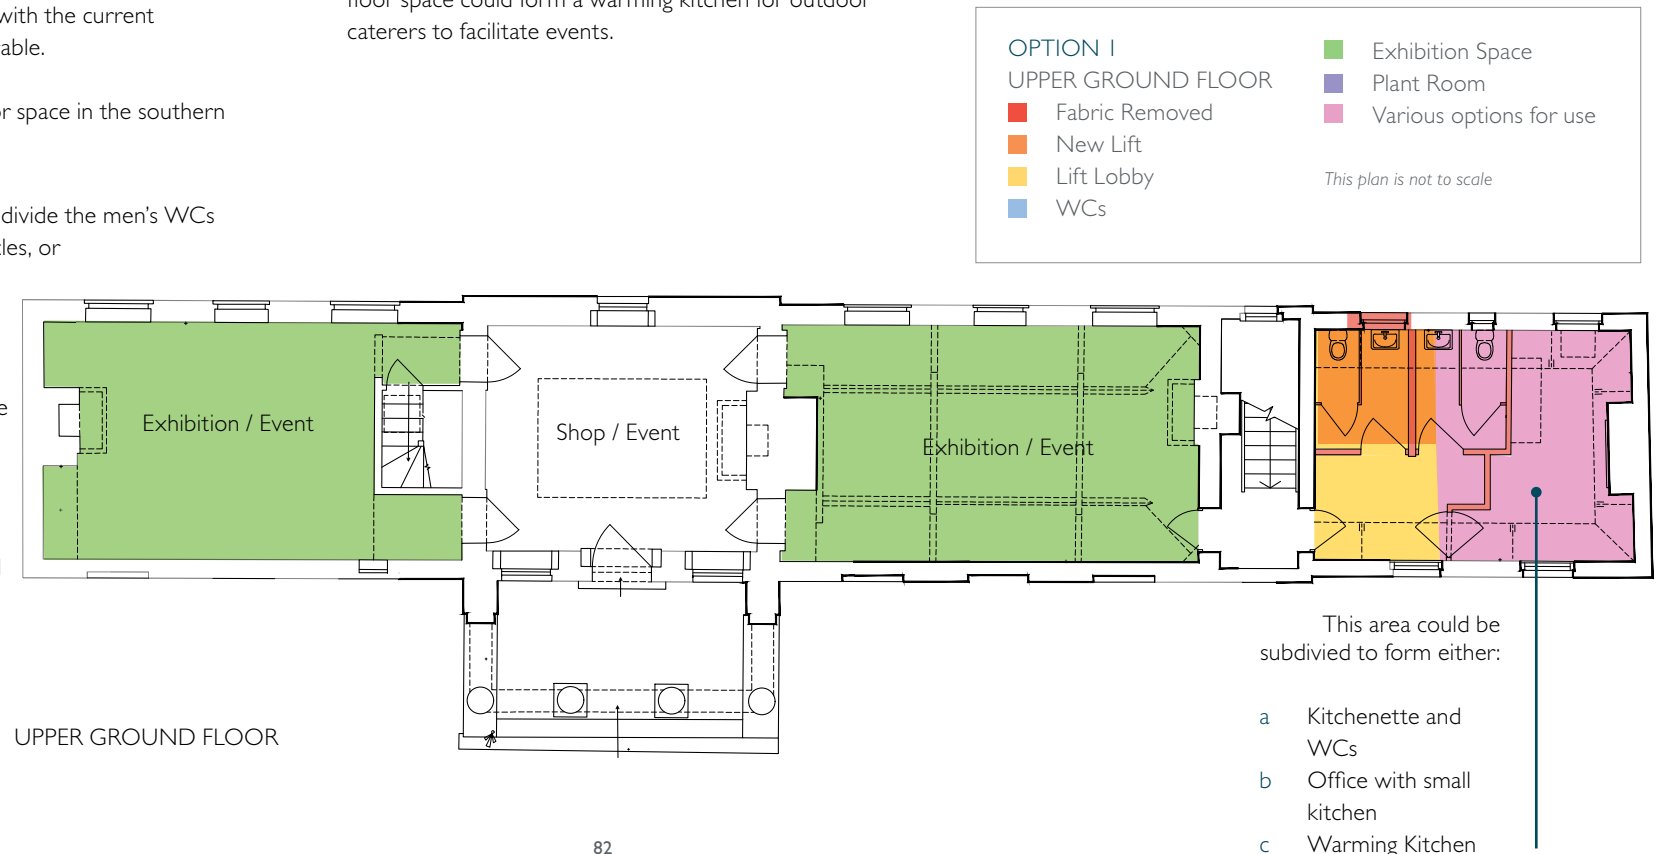 with the current
able.
or space in the southern
divide the men's WCs
les, or
e
floor space could form a warming kitchen for outdoor
caterers to facilitate events.
OPTION 1
UPPER GROUND FLOOR
Fabric Removed
New Lift
Lift Lobby
WCs
Exhibition Space
Plant Room
Various options for use
This plan is not to scale
Exhibition / Event
Shop / Event
Exhibition / Event
This area could be
subdivied to form either:
a Kitchenette and
WCs
b Office with small
kitchen
c Warming Kitchen
UPPER GROUND FLOOR
82